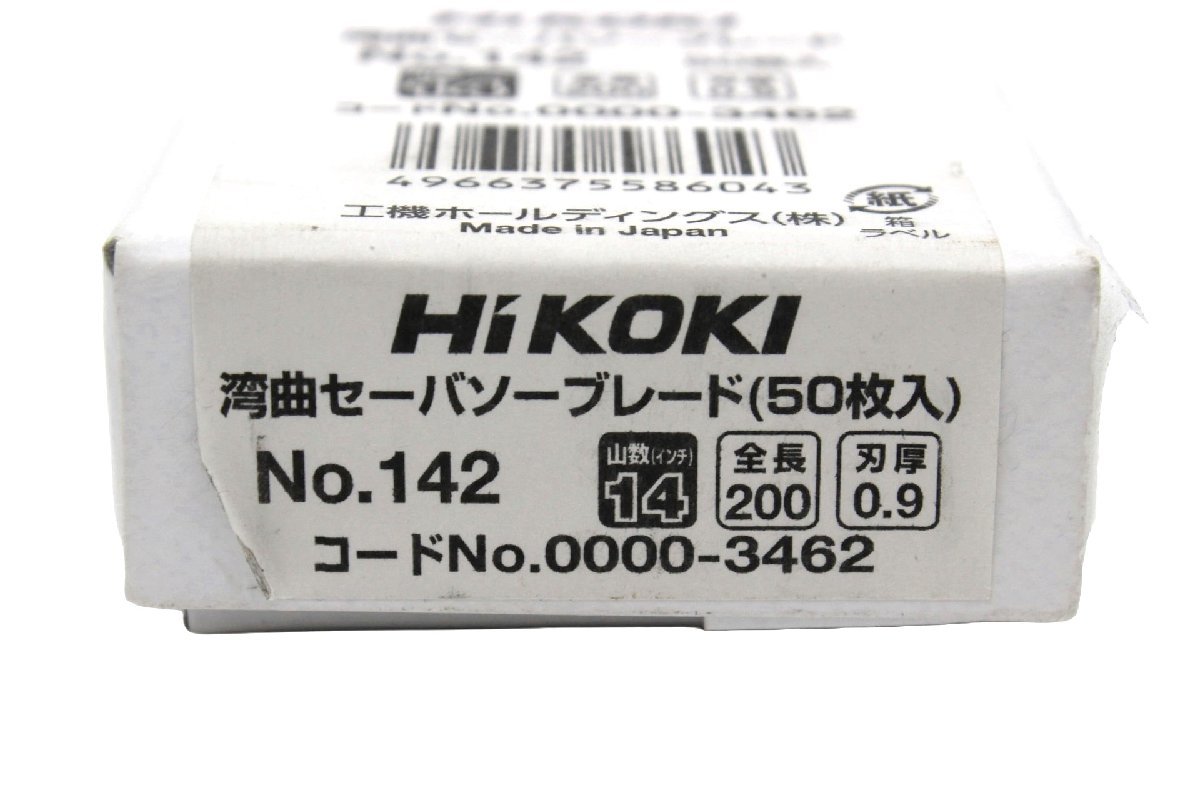 No.142
コードNo.0000-3462
4966375586043
工機ホールディングス(株)
Made in Japan
紙
箱
ラベル
HiKOKI
湾曲セーバソーブレード(50枚入)
No.142
山数(インチ)
14
全長
200
刃厚
0.9
コードNo.0000-3462